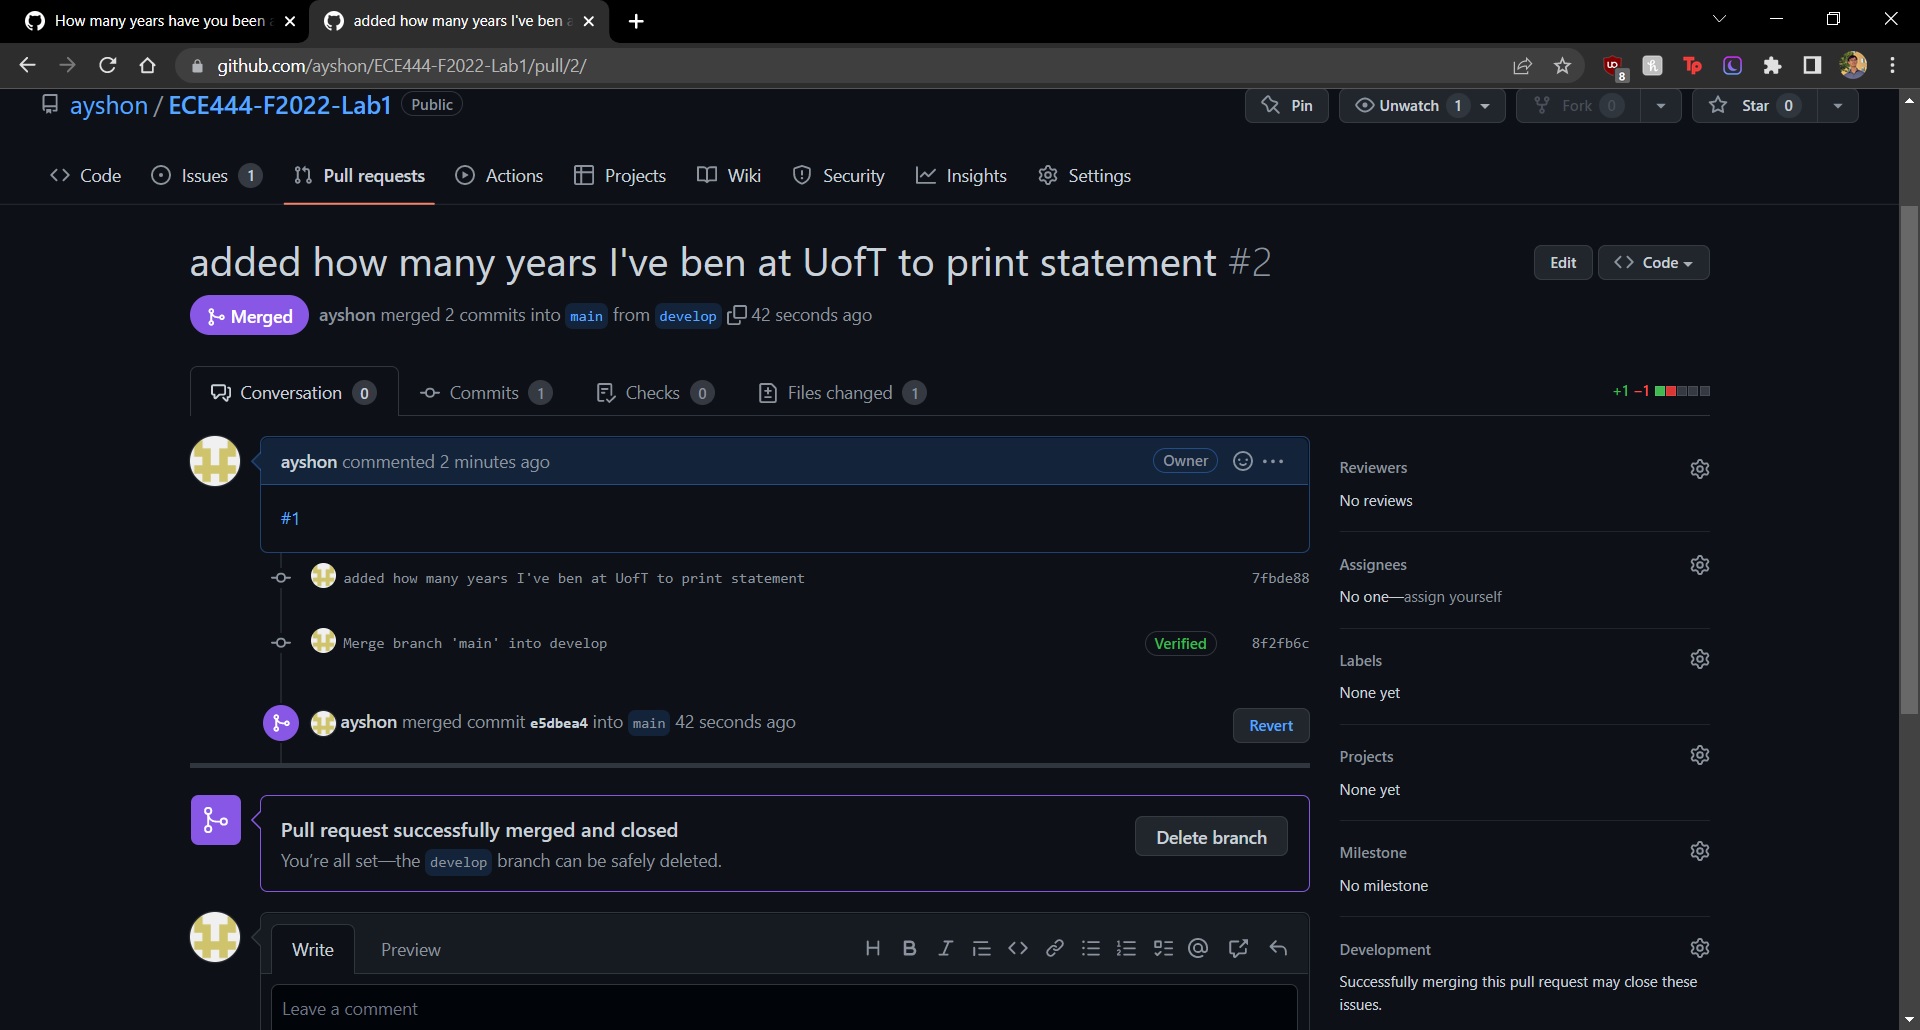 How many years have you been
added how many years I've ben
github.com/ayshon/ECE444-F2022-Lab1/pull/2/
8
Tp
ayshon / ECE444-F2022-Lab1 Public
Pin
Unwatch 1
Fork 0
Star 0
Code
Issues 1
Pull requests
Actions
Projects
Wiki
Security
Insights
Settings
added how many years I've ben at UofT to print statement #2
Edit
<> Code
Merged
ayshon merged 2 commits into main from develop 42 seconds ago
Conversation 0
Commits 1
Checks 0
Files changed 1
+1 −1
ayshon commented 2 minutes ago
Owner
#1
added how many years I've ben at UofT to print statement
7fbde88
Merge branch 'main' into develop
Verified
8f2fb6c
ayshon merged commit e5dbea4 into main 42 seconds ago
Revert
Pull request successfully merged and closed
You're all set—the develop branch can be safely deleted.
Delete branch
Write
Preview
H B I
Leave a comment
Reviewers
No reviews
Assignees
No one—assign yourself
Labels
None yet
Projects
None yet
Milestone
No milestone
Development
Successfully merging this pull request may close these
issues.